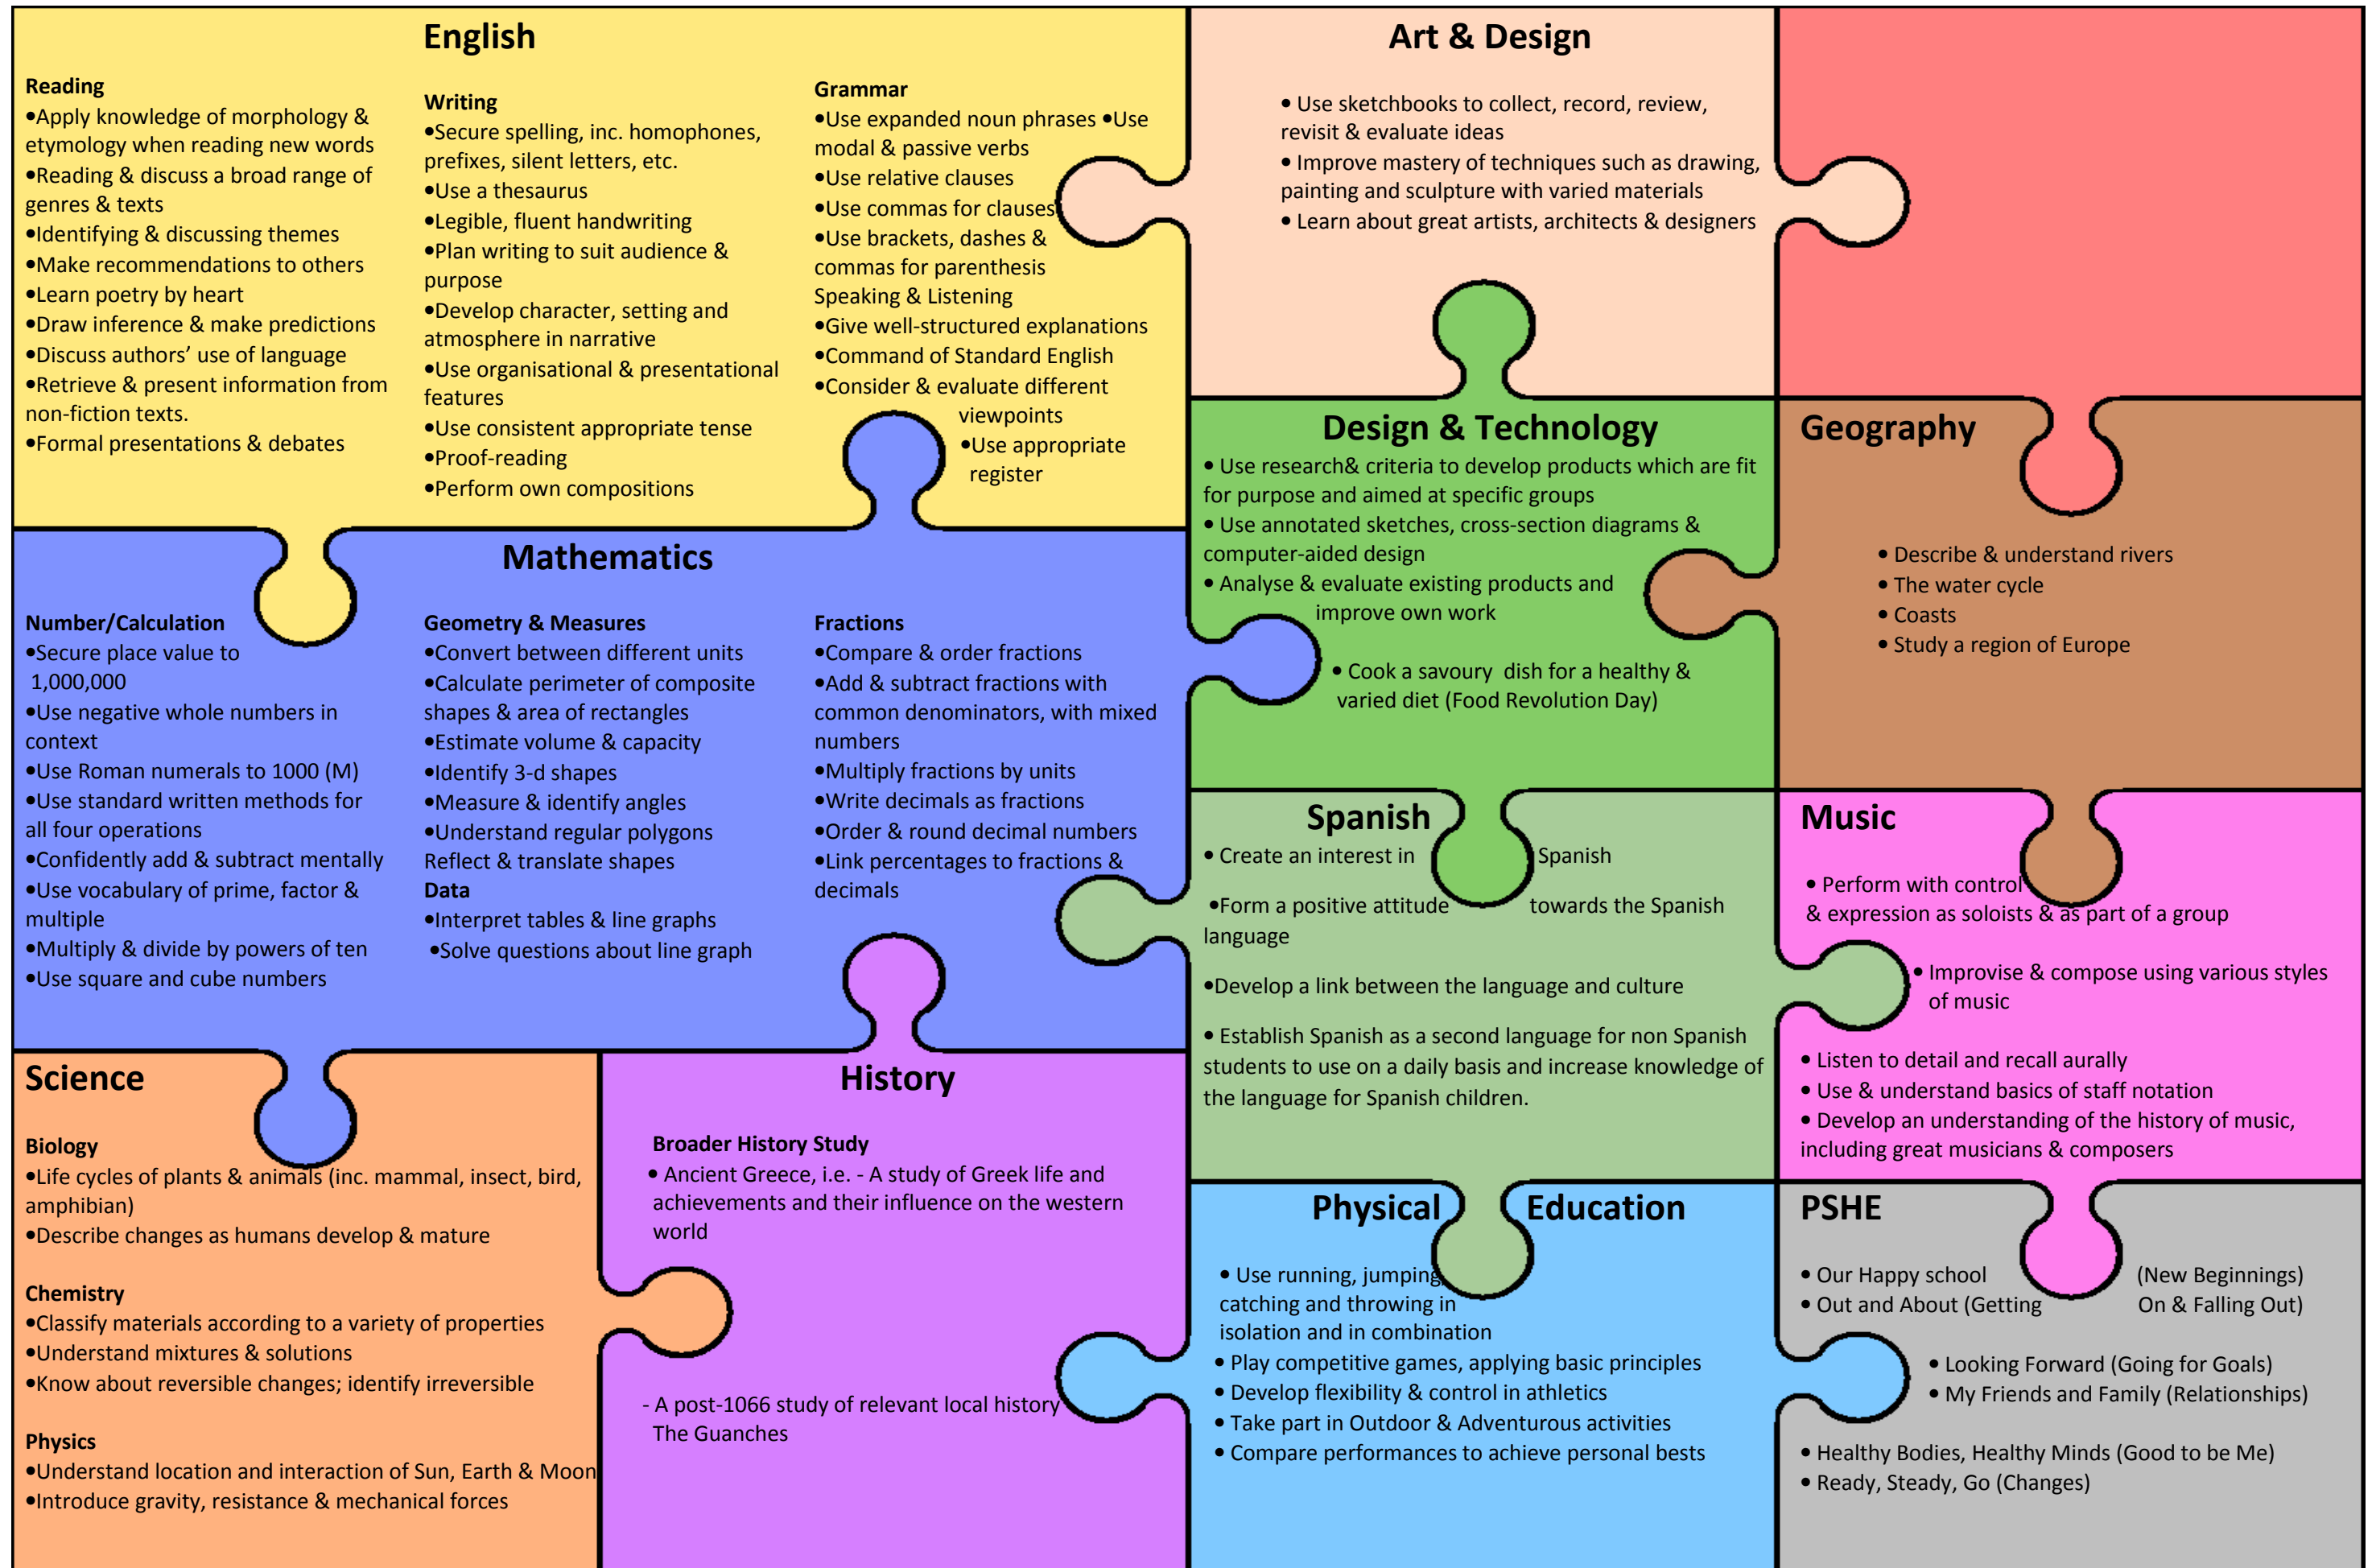 English
Reading
•Apply knowledge of morphology &
etymology when reading new words
•Reading & discuss a broad range of
genres & texts
•Identifying & discussing themes
•Make recommendations to others
•Learn poetry by heart
•Draw inference & make predictions
•Discuss authors’ use of language
•Retrieve & present information from
non-fiction texts.
•Formal presentations & debates
Writing
•Secure spelling, inc. homophones,
prefixes, silent letters, etc.
•Use a thesaurus
•Legible, fluent handwriting
•Plan writing to suit audience &
purpose
•Develop character, setting and
atmosphere in narrative
•Use organisational & presentational
features
•Use consistent appropriate tense
•Proof-reading
•Perform own compositions
Grammar
•Use expanded noun phrases •Use
modal & passive verbs
•Use relative clauses
•Use commas for clauses
•Use brackets, dashes &
commas for parenthesis
Speaking & Listening
•Give well-structured explanations
•Command of Standard English
•Consider & evaluate different
viewpoints
•Use appropriate
register
Art & Design
• Use sketchbooks to collect, record, review,
revisit & evaluate ideas
• Improve mastery of techniques such as drawing,
painting and sculpture with varied materials
• Learn about great artists, architects & designers
Design & Technology
• Use research& criteria to develop products which are fit
for purpose and aimed at specific groups
• Use annotated sketches, cross-section diagrams &
computer-aided design
• Analyse & evaluate existing products and
improve own work
• Cook a savoury dish for a healthy &
varied diet (Food Revolution Day)
Geography
• Describe & understand rivers
• The water cycle
• Coasts
• Study a region of Europe
Mathematics
Number/Calculation
•Secure place value to
1,000,000
•Use negative whole numbers in
context
•Use Roman numerals to 1000 (M)
•Use standard written methods for
all four operations
•Confidently add & subtract mentally
•Use vocabulary of prime, factor &
multiple
•Multiply & divide by powers of ten
•Use square and cube numbers
Geometry & Measures
•Convert between different units
•Calculate perimeter of composite
shapes & area of rectangles
•Estimate volume & capacity
•Identify 3-d shapes
•Measure & identify angles
•Understand regular polygons
Reflect & translate shapes
Data
•Interpret tables & line graphs
•Solve questions about line graph
Fractions
•Compare & order fractions
•Add & subtract fractions with
common denominators, with mixed
numbers
•Multiply fractions by units
•Write decimals as fractions
•Order & round decimal numbers
•Link percentages to fractions &
decimals
Spanish
• Create an interest in Spanish
•Form a positive attitude towards the Spanish
language
•Develop a link between the language and culture
• Establish Spanish as a second language for non Spanish
students to use on a daily basis and increase knowledge of
the language for Spanish children.
Music
• Perform with control
& expression as soloists & as part of a group
• Improvise & compose using various styles
of music
• Listen to detail and recall aurally
• Use & understand basics of staff notation
• Develop an understanding of the history of music,
including great musicians & composers
Science
Biology
•Life cycles of plants & animals (inc. mammal, insect, bird,
amphibian)
•Describe changes as humans develop & mature
Chemistry
•Classify materials according to a variety of properties
•Understand mixtures & solutions
•Know about reversible changes; identify irreversible
Physics
•Understand location and interaction of Sun, Earth & Moon
•Introduce gravity, resistance & mechanical forces
History
Broader History Study
• Ancient Greece, i.e. - A study of Greek life and
achievements and their influence on the western
world
- A post-1066 study of relevant local history
The Guanches
Physical Education
• Use running, jumping,
catching and throwing in
isolation and in combination
• Play competitive games, applying basic principles
• Develop flexibility & control in athletics
• Take part in Outdoor & Adventurous activities
• Compare performances to achieve personal bests
PSHE
• Our Happy school (New Beginnings)
• Out and About (Getting On & Falling Out)
• Looking Forward (Going for Goals)
• My Friends and Family (Relationships)
• Healthy Bodies, Healthy Minds (Good to be Me)
• Ready, Steady, Go (Changes)